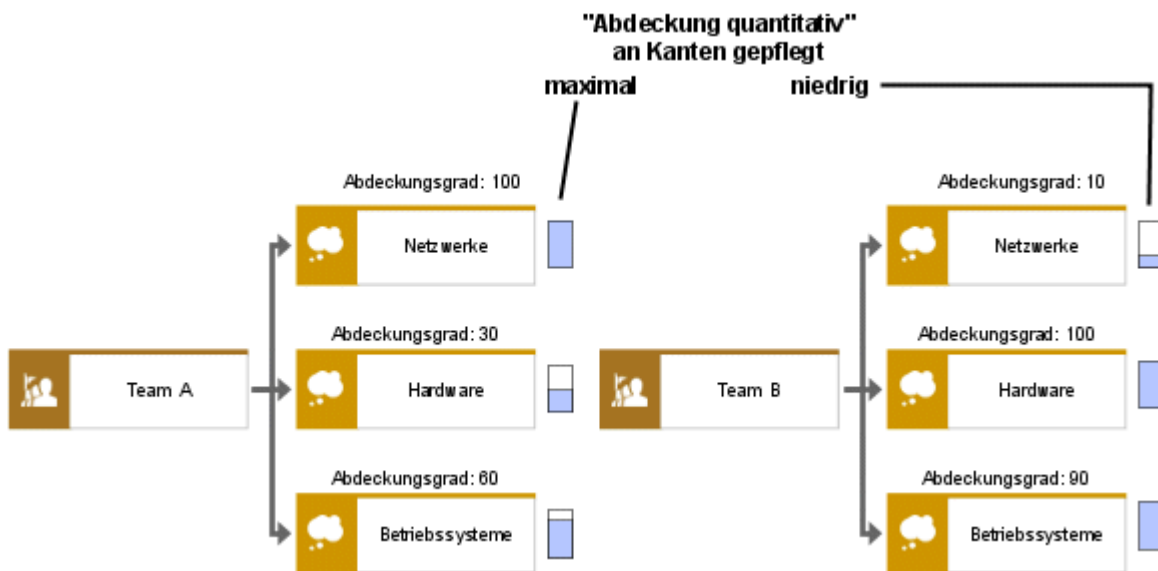 "Abdeckung quantitativ"
an Kanten gepflegt
maximal
niedrig
Abdeckungsgrad: 100
Netzwerke
Abdeckungsgrad: 30
Team A
Hardware
Abdeckungsgrad: 60
Betriebssysteme
Abdeckungsgrad: 10
Netzwerke
Abdeckungsgrad: 100
Team B
Hardware
Abdeckungsgrad: 90
Betriebssysteme